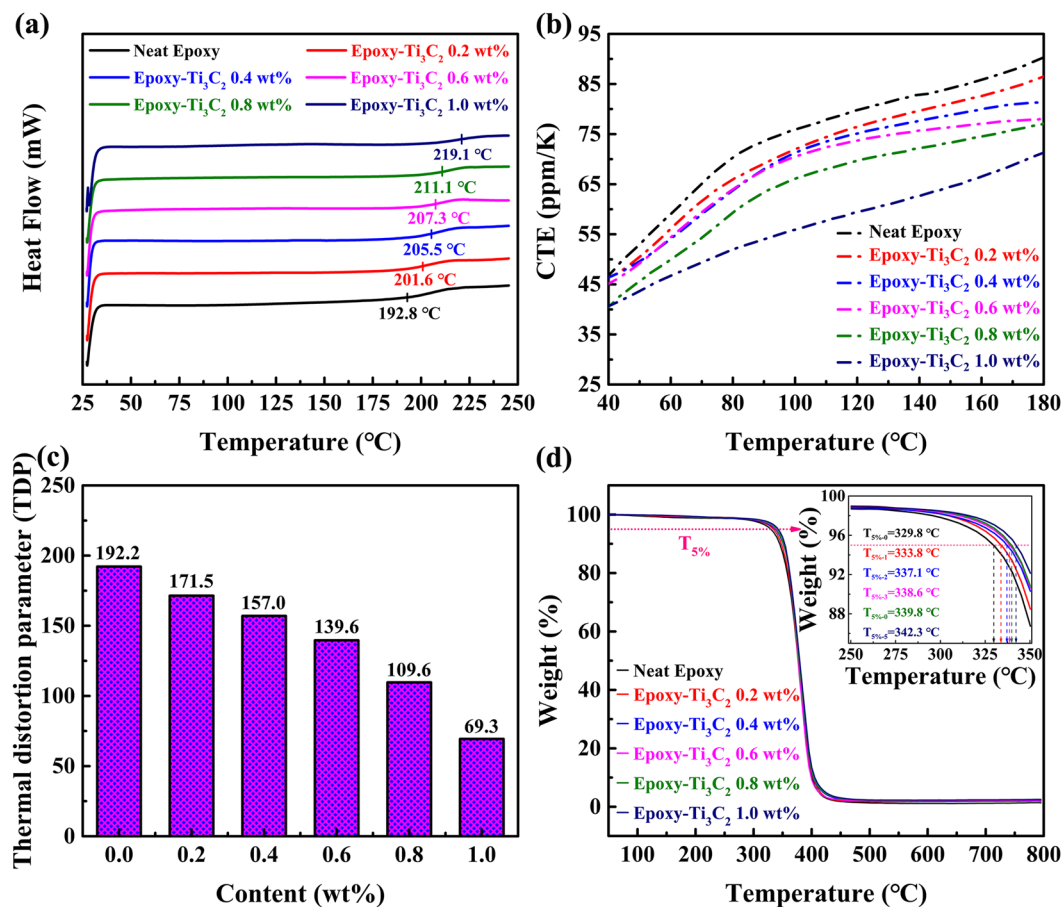 (a)
Neat Epoxy
Epoxy-Ti₃C₂ 0.2 wt%
Epoxy-Ti₃C₂ 0.4 wt%
Epoxy-Ti₃C₂ 0.6 wt%
Epoxy-Ti₃C₂ 0.8 wt%
Epoxy-Ti₃C₂ 1.0 wt%
219.1 ℃
211.1 ℃
207.3 ℃
205.5 ℃
201.6 ℃
192.8 ℃
Heat Flow (mW)
25 50 75 100 125 150 175 200 225 250
Temperature (℃)
(b)
95
85
75
65
55
45
35
25
CTE (ppm/K)
Neat Epoxy
Epoxy-Ti₃C₂ 0.2 wt%
Epoxy-Ti₃C₂ 0.4 wt%
Epoxy-Ti₃C₂ 0.6 wt%
Epoxy-Ti₃C₂ 0.8 wt%
Epoxy-Ti₃C₂ 1.0 wt%
40 60 80 100 120 140 160 180
Temperature (℃)
(c)
Thermal distortion parameter (TDP)
250
200
150
100
50
0
192.2
171.5
157.0
139.6
109.6
69.3
0.0 0.2 0.4 0.6 0.8 1.0
Content (wt%)
(d)
Weight (%)
100
80
60
40
20
0
T5%
Neat Epoxy
Epoxy-Ti₃C₂ 0.2 wt%
Epoxy-Ti₃C₂ 0.4 wt%
Epoxy-Ti₃C₂ 0.6 wt%
Epoxy-Ti₃C₂ 0.8 wt%
Epoxy-Ti₃C₂ 1.0 wt%
100 200 300 400 500 600 700 800
Temperature (℃)
Weight (%)
100
96
92
88
T5%-0=329.8 ℃
T5%-1=333.8 ℃
T5%-2=337.1 ℃
T5%-3=338.6 ℃
T5%-0=339.8 ℃
T5%-5=342.3 ℃
250 275 300 325 350
Temperature (℃)